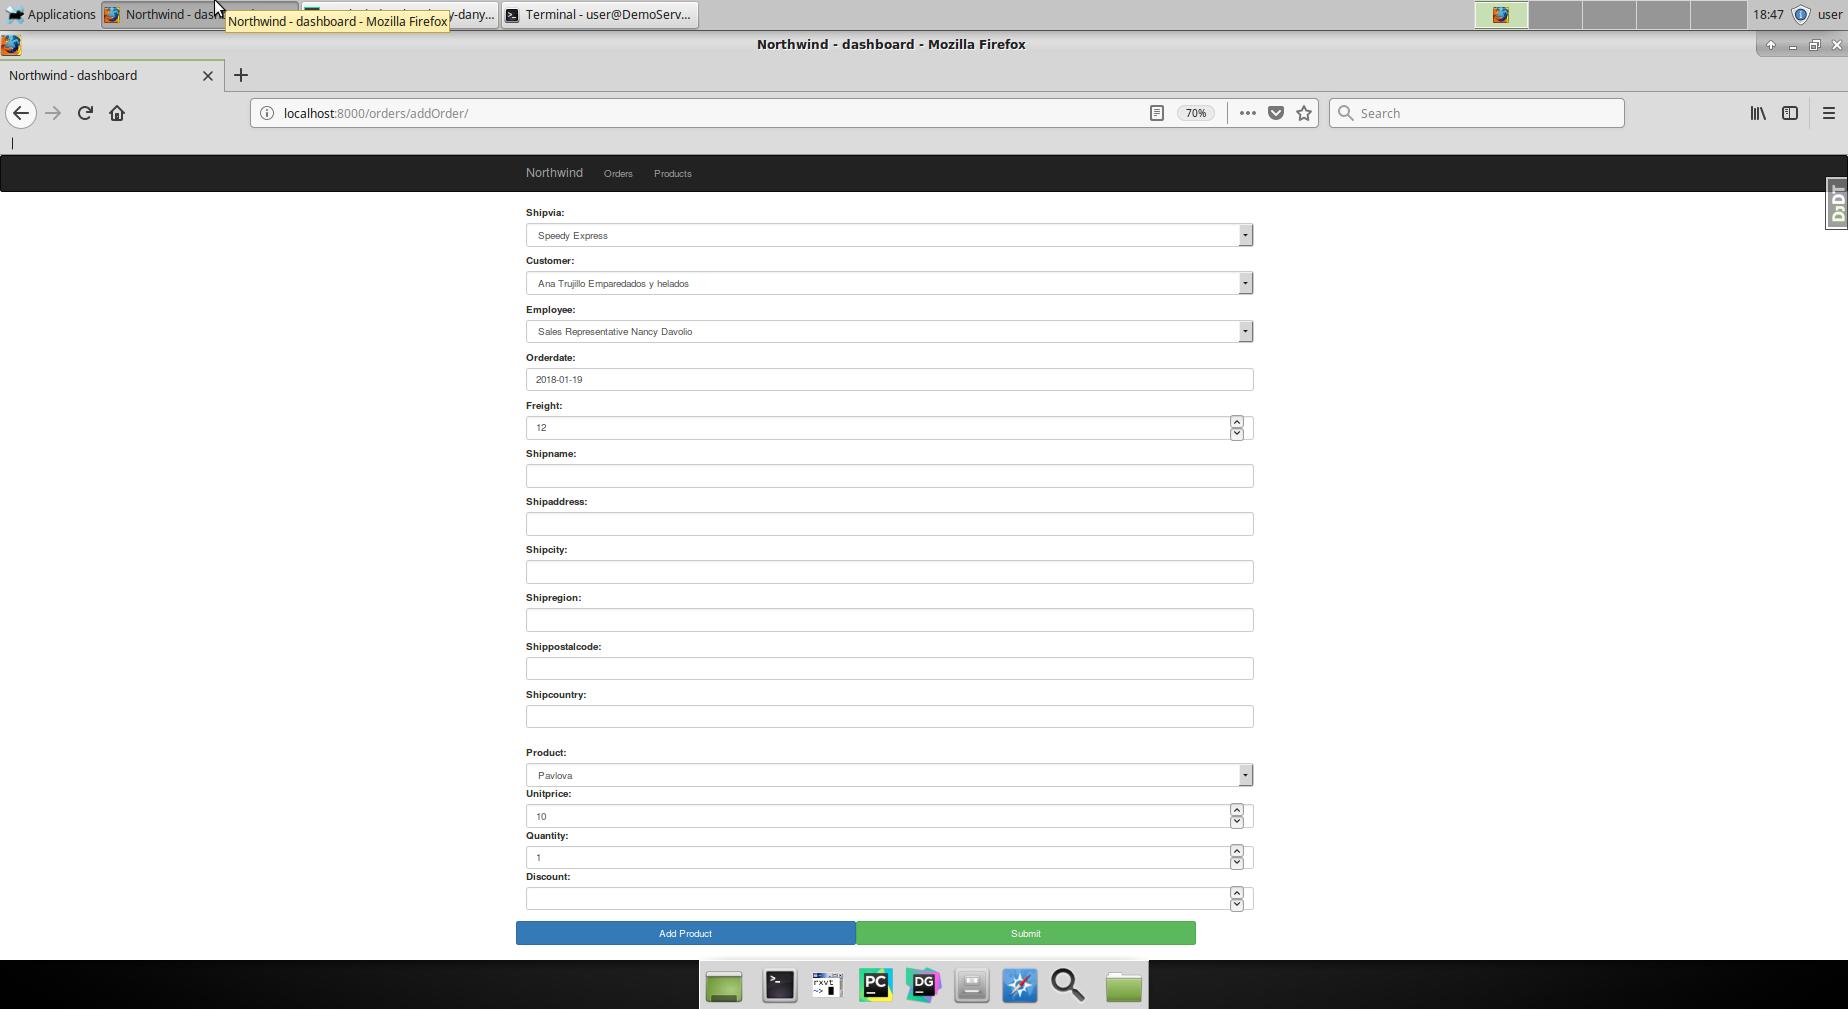 Applications
Northwind - das
y-dany...
Terminal - user@DemoServ...
18:47
user
Northwind - dashboard - Mozilla Firefox
Northwind - dashboard - Mozilla Firefox
Northwind - dashboard
localhost:8000/orders/addOrder/
70%
Search
Northwind
Orders
Products
DjDT
Shipvia:
Speedy Express
Customer:
Ana Trujillo Emparedados y helados
Employee:
Sales Representative Nancy Davolio
Orderdate:
2018-01-19
Freight:
12
Shipname:
Shipaddress:
Shipcity:
Shipregion:
Shippostalcode:
Shipcountry:
Product:
Pavlova
Unitprice:
10
Quantity:
1
Discount:
Add Product
Submit
>_
rxvt
~>
PC
DG